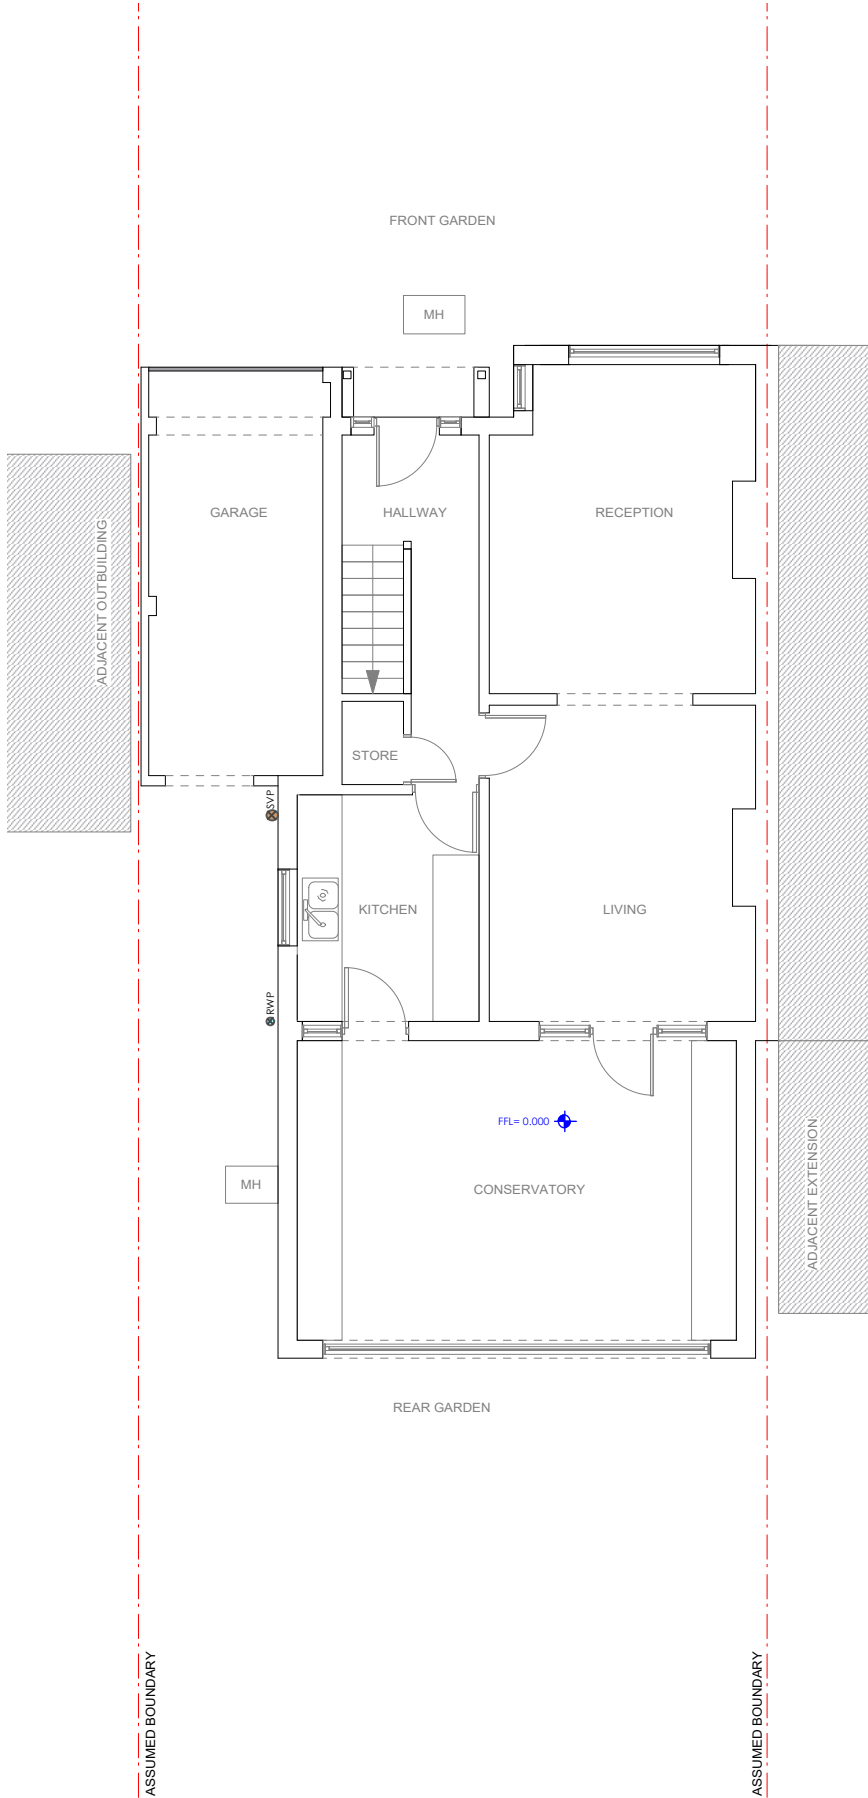 FRONT GARDEN
MH
GARAGE
HALLWAY
RECEPTION
ADJACENT OUTBUILDING
STORE
SVP
KITCHEN
LIVING
RWP
FFL= 0.000
MH
CONSERVATORY
ADJACENT EXTENSION
REAR GARDEN
ASSUMED BOUNDARY
ASSUMED BOUNDARY